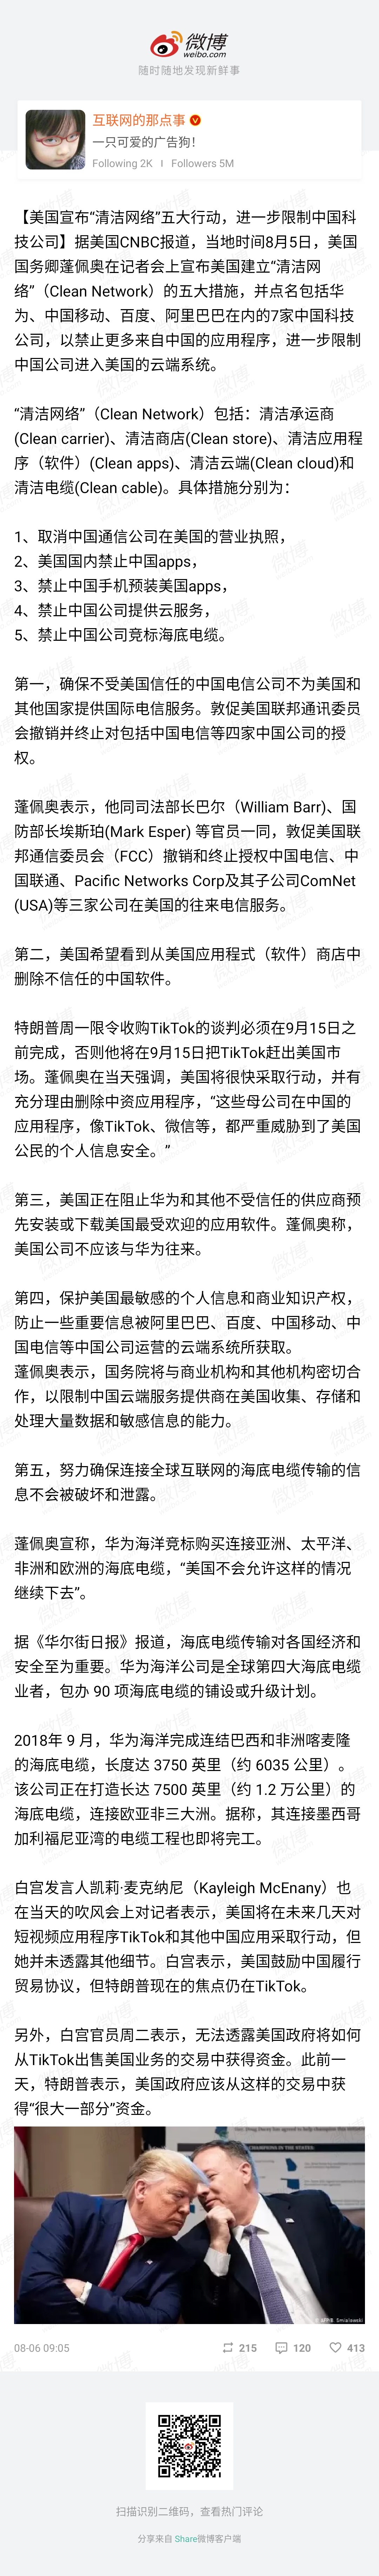 微博
weibo.com
随时随地发现新鲜事
互联网的那点事
一只可爱的广告狗!
Following 2K | Followers 5M
【美国宣布“清洁网络”五大行动，进一步限制中国科
技公司】据美国CNBC报道，当地时间8月5日，美国
国务卿蓬佩奥在记者会上宣布美国建立“清洁网
络”（Clean Network）的五大措施，并点名包括华
为、中国移动、百度、阿里巴巴在内的7家中国科技
公司，以禁止更多来自中国的应用程序，进一步限制
中国公司进入美国的云端系统。
“清洁网络”（Clean Network）包括：清洁承运商
(Clean carrier)、清洁商店(Clean store)、清洁应用程
序（软件）(Clean apps)、清洁云端(Clean cloud)和
清洁电缆(Clean cable)。具体措施分别为：
1、取消中国通信公司在美国的营业执照，
2、美国国内禁止中国apps，
3、禁止中国手机预装美国apps，
4、禁止中国公司提供云服务，
5、禁止中国公司竞标海底电缆。
第一，确保不受美国信任的中国电信公司不为美国和
其他国家提供国际电信服务。敦促美国联邦通讯委员
会撤销并终止对包括中国电信等四家中国公司的授
权。
蓬佩奥表示，他同司法部长巴尔（William Barr)、国
防部长埃斯珀(Mark Esper) 等官员一同，敦促美国联
邦通信委员会（FCC）撤销和终止授权中国电信、中
国联通、Pacific Networks Corp及其子公司ComNet
(USA)等三家公司在美国的往来电信服务。
第二，美国希望看到从美国应用程式（软件）商店中
删除不信任的中国软件。
特朗普周一限令收购TikTok的谈判必须在9月15日之
前完成，否则他将在9月15日把TikTok赶出美国市
场。蓬佩奥在当天强调，美国将很快采取行动，并有
充分理由删除中资应用程序，“这些母公司在中国的
应用程序，像TikTok、微信等，都严重威胁到了美国
公民的个人信息安全。”
第三，美国正在阻止华为和其他不受信任的供应商预
先安装或下载美国最受欢迎的应用软件。蓬佩奥称，
美国公司不应该与华为往来。
第四，保护美国最敏感的个人信息和商业知识产权，
防止一些重要信息被阿里巴巴、百度、中国移动、中
国电信等中国公司运营的云端系统所获取。
蓬佩奥表示，国务院将与商业机构和其他机构密切合
作，以限制中国云端服务提供商在美国收集、存储和
处理大量数据和敏感信息的能力。
第五，努力确保连接全球互联网的海底电缆传输的信
息不会被破坏和泄露。
蓬佩奥宣称，华为海洋竞标购买连接亚洲、太平洋、
非洲和欧洲的海底电缆，“美国不会允许这样的情况
继续下去”。
据《华尔街日报》报道，海底电缆传输对各国经济和
安全至为重要。华为海洋公司是全球第四大海底电缆
业者，包办 90 项海底电缆的铺设或升级计划。
2018年 9 月，华为海洋完成连结巴西和非洲喀麦隆
的海底电缆，长度达 3750 英里（约 6035 公里）。
该公司正在打造长达 7500 英里（约 1.2 万公里）的
海底电缆，连接欧亚非三大洲。据称，其连接墨西哥
加利福尼亚湾的电缆工程也即将完工。
白宫发言人凯莉·麦克纳尼（Kayleigh McEnany）也
在当天的吹风会上对记者表示，美国将在未来几天对
短视频应用程序TikTok和其他中国应用采取行动，但
她并未透露其他细节。白宫表示，美国鼓励中国履行
贸易协议，但特朗普现在的焦点仍在TikTok。
另外，白宫官员周二表示，无法透露美国政府将如何
从TikTok出售美国业务的交易中获得资金。此前一
天，特朗普表示，美国政府应该从这样的交易中获
得“很大一部分”资金。
CHAMPIONS IN THE STATES
Smialowski
08-06 09:05
215
120
413
扫描识别二维码，查看热门评论
分享来自 Share微博客户端